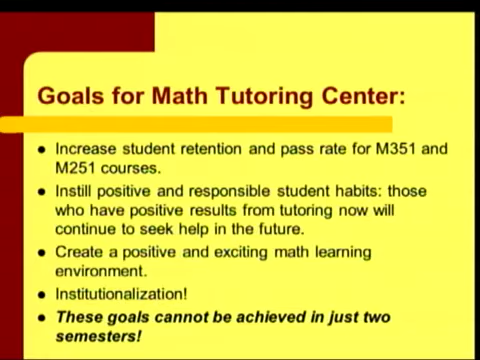 Goals for Math Tutoring Center:
● Increase student retention and pass rate for M351 and
M251 courses.
● Instill positive and responsible student habits: those
who have positive results from tutoring now will
continue to seek help in the future.
● Create a positive and exciting math learning
environment.
● Institutionalization!
● These goals cannot be achieved in just two
semesters!